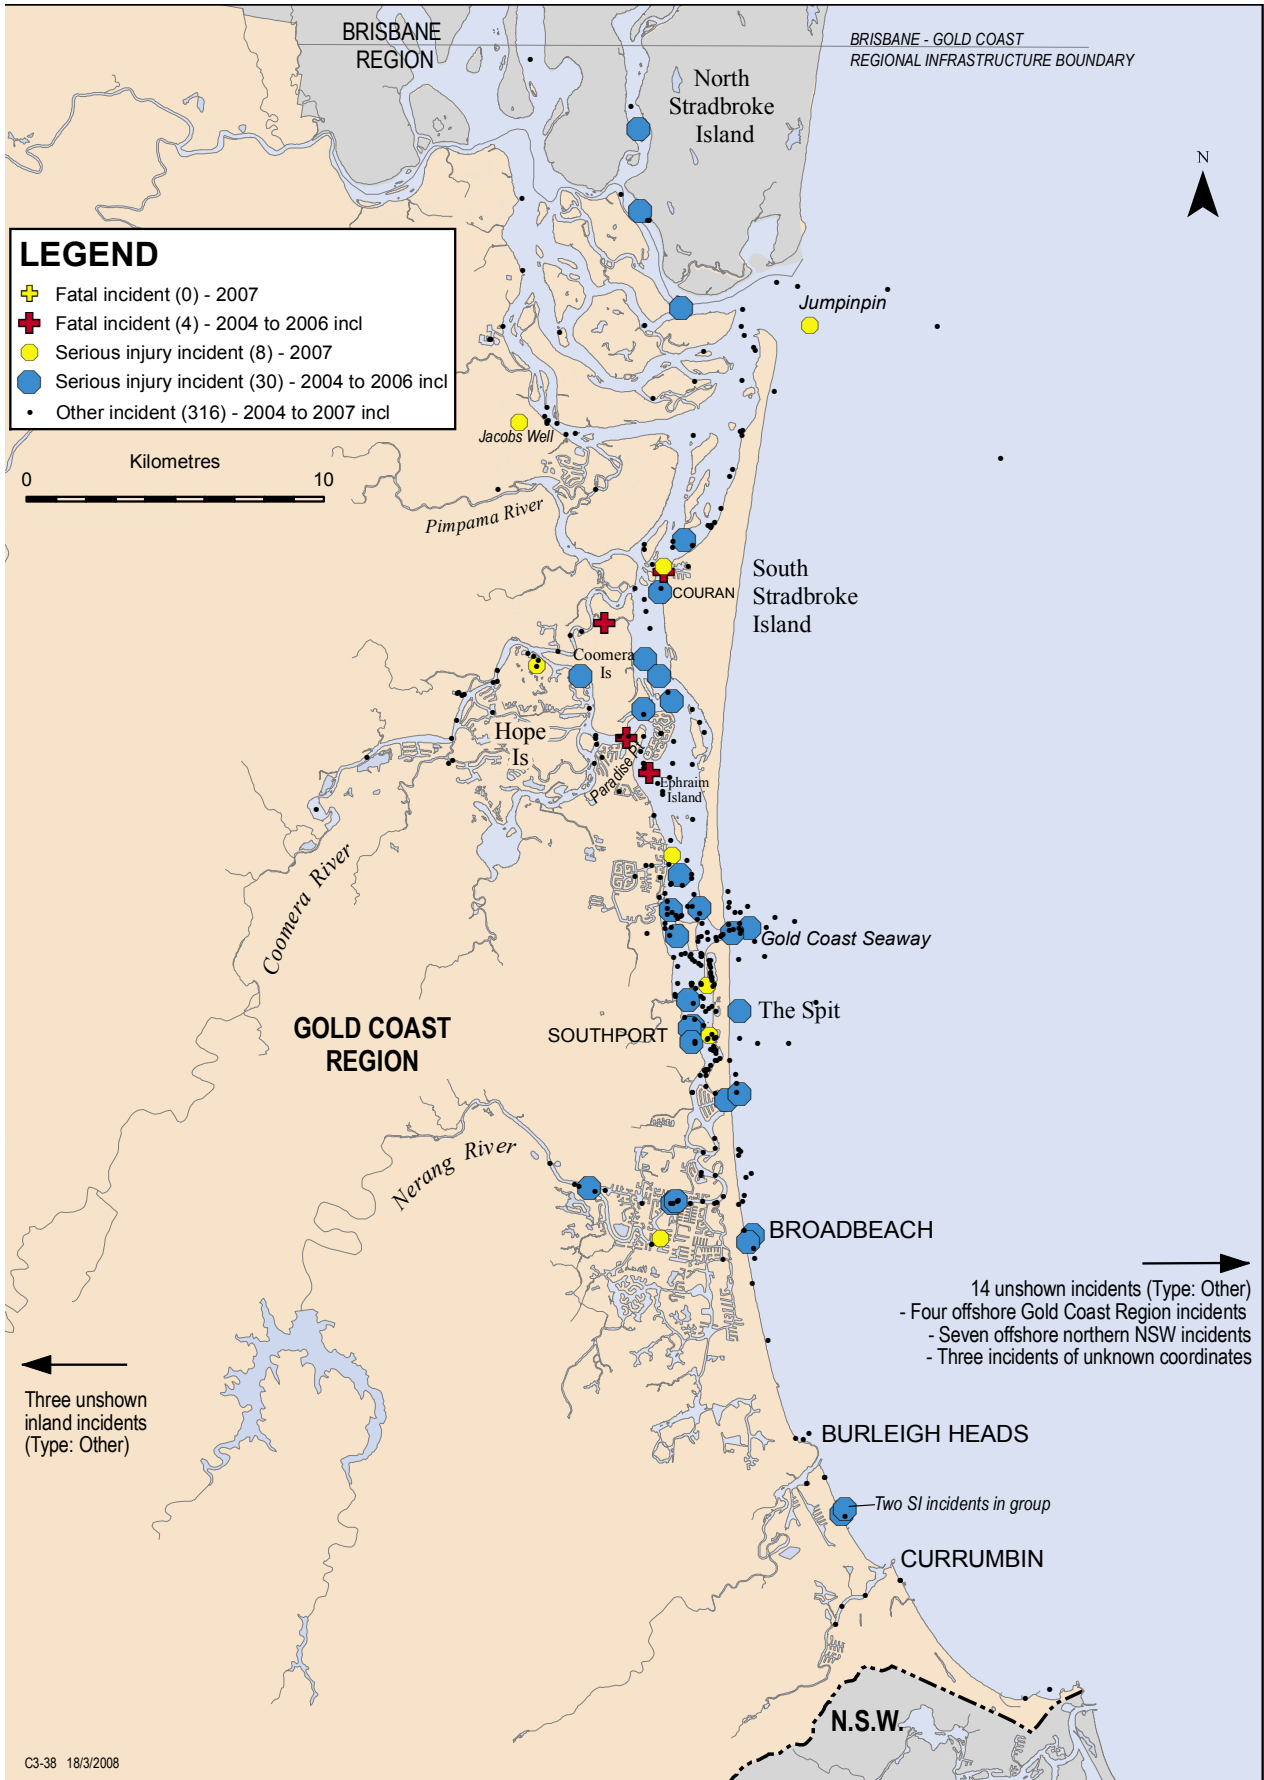 BRISBANE
REGION
BRISBANE - GOLD COAST
REGIONAL INFRASTRUCTURE BOUNDARY
North
Stradbroke
Island
N
LEGEND
Fatal incident (0) - 2007
Fatal incident (4) - 2004 to 2006 incl
Serious injury incident (8) - 2007
Serious injury incident (30) - 2004 to 2006 incl
Other incident (316) - 2004 to 2007 incl
Jumpinpin
Jacobs Well
Kilometres
0 10
Pimpama River
South
Stradbroke
Island
COURAN
Coomera
Is
Hope
Is
Paradise Pt
Ephraim
Island
Coomera River
Gold Coast Seaway
The Spit
GOLD COAST
REGION
SOUTHPORT
Nerang River
BROADBEACH
14 unshown incidents (Type: Other)
- Four offshore Gold Coast Region incidents
- Seven offshore northern NSW incidents
- Three incidents of unknown coordinates
Three unshown
inland incidents
(Type: Other)
BURLEIGH HEADS
Two SI incidents in group
CURRUMBIN
N.S.W.
C3-38 18/3/2008